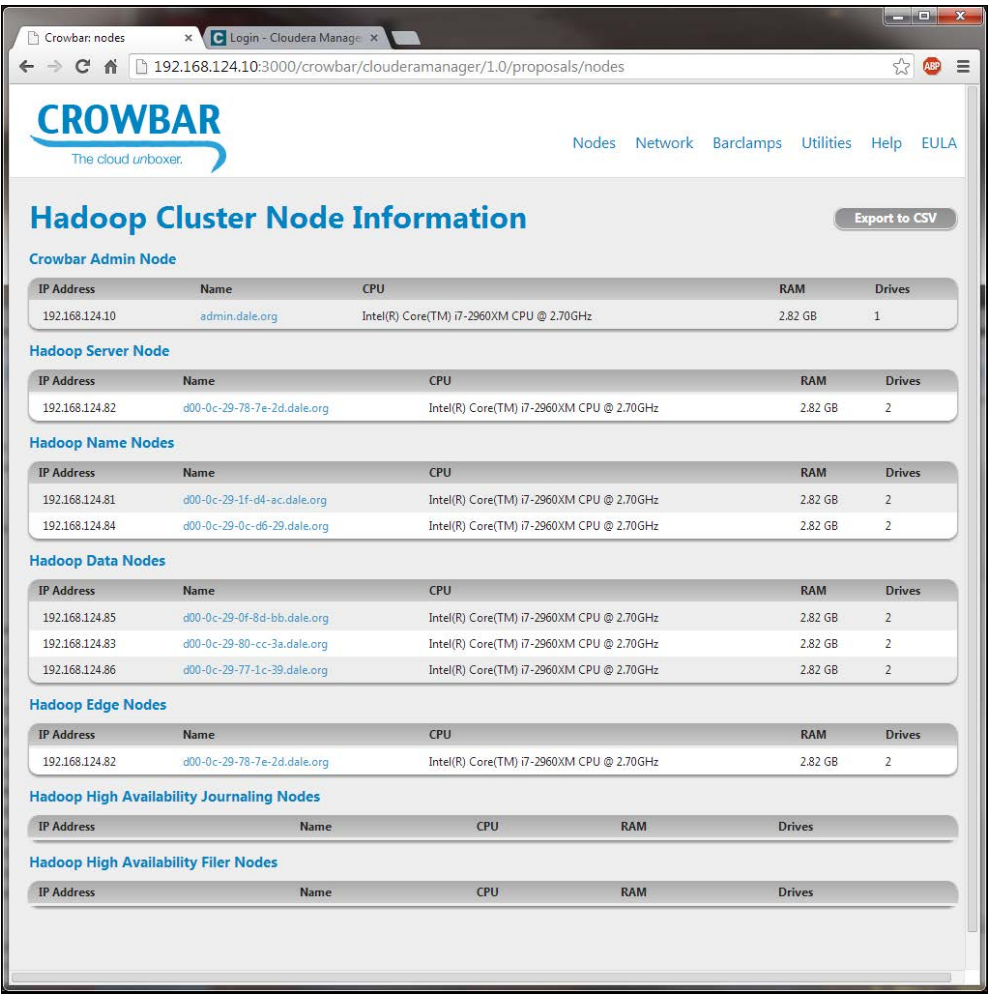 Crowbar: nodes
Login - Cloudera Manage
192.168.124.10:3000/crowbar/clouderamanager/1.0/proposals/nodes
ABP
CROWBAR
The cloud unboxer.
Nodes Network Barclamps Utilities Help EULA
Hadoop Cluster Node Information
Export to CSV
Crowbar Admin Node
IP Address Name CPU RAM Drives
192.168.124.10 admin.dale.org Intel(R) Core(TM) i7-2960XM CPU @ 2.70GHz 2.82 GB 1
Hadoop Server Node
IP Address Name CPU RAM Drives
192.168.124.82 d00-0c-29-78-7e-2d.dale.org Intel(R) Core(TM) i7-2960XM CPU @ 2.70GHz 2.82 GB 2
Hadoop Name Nodes
IP Address Name CPU RAM Drives
192.168.124.81 d00-0c-29-1f-d4-ac.dale.org Intel(R) Core(TM) i7-2960XM CPU @ 2.70GHz 2.82 GB 2
192.168.124.84 d00-0c-29-0c-d6-29.dale.org Intel(R) Core(TM) i7-2960XM CPU @ 2.70GHz 2.82 GB 2
Hadoop Data Nodes
IP Address Name CPU RAM Drives
192.168.124.85 d00-0c-29-0f-8d-bb.dale.org Intel(R) Core(TM) i7-2960XM CPU @ 2.70GHz 2.82 GB 2
192.168.124.83 d00-0c-29-80-cc-3a.dale.org Intel(R) Core(TM) i7-2960XM CPU @ 2.70GHz 2.82 GB 2
192.168.124.86 d00-0c-29-77-1c-39.dale.org Intel(R) Core(TM) i7-2960XM CPU @ 2.70GHz 2.82 GB 2
Hadoop Edge Nodes
IP Address Name CPU RAM Drives
192.168.124.82 d00-0c-29-78-7e-2d.dale.org Intel(R) Core(TM) i7-2960XM CPU @ 2.70GHz 2.82 GB 2
Hadoop High Availability Journaling Nodes
IP Address Name CPU RAM Drives
Hadoop High Availability Filer Nodes
IP Address Name CPU RAM Drives